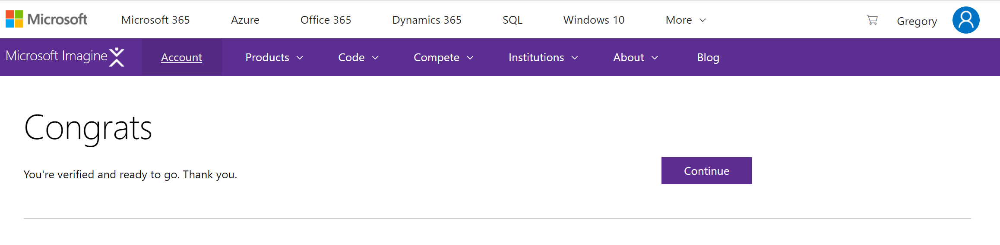 Microsoft Microsoft 365 Azure Office 365 Dynamics 365 SQL Windows 10 More Gregory
Microsoft Imagine Account Products Code Compete Institutions About Blog
Congrats
You're verified and ready to go. Thank you.
Continue